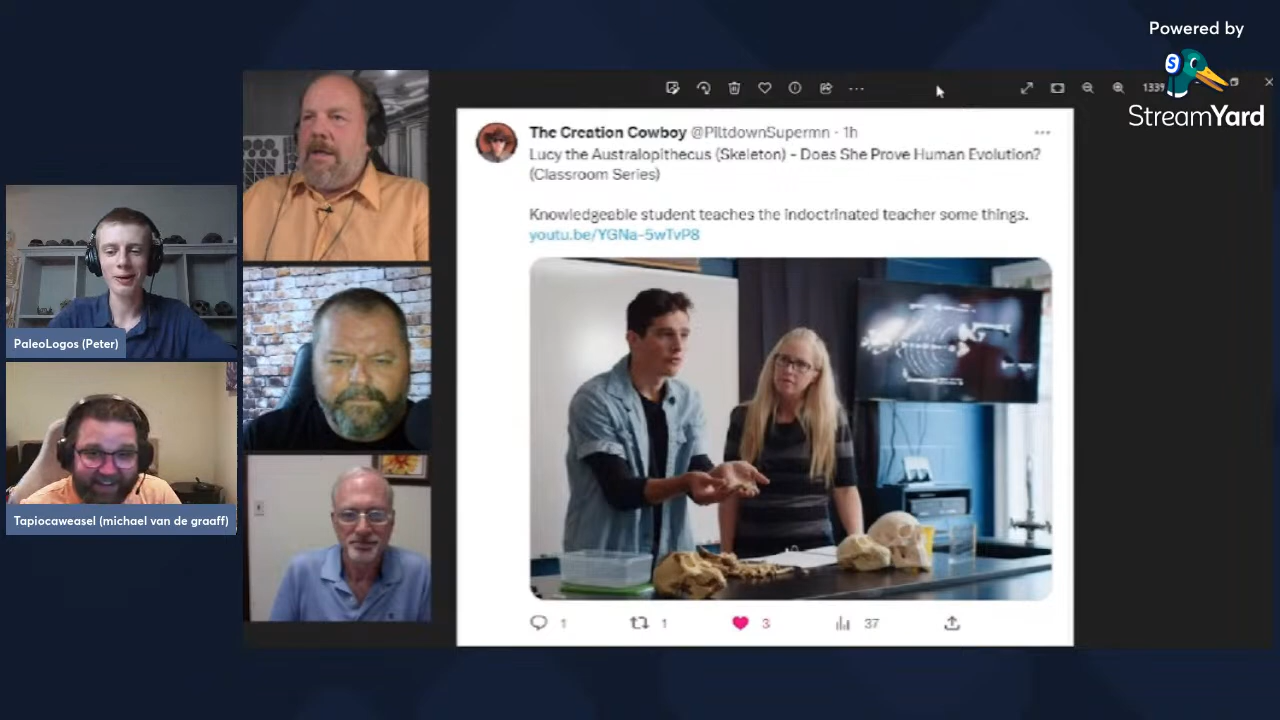 Powered by
StreamYard
1339
The Creation Cowboy @PiltdownSupermn · 1h
Lucy the Australopithecus (Skeleton) - Does She Prove Human Evolution?
(Classroom Series)
Knowledgeable student teaches the indoctrinated teacher some things.
youtu.be/YGNa-5wTvP8
1
1
3
37
PaleoLogos (Peter)
Tapiocaweasel (michael van de graaff)